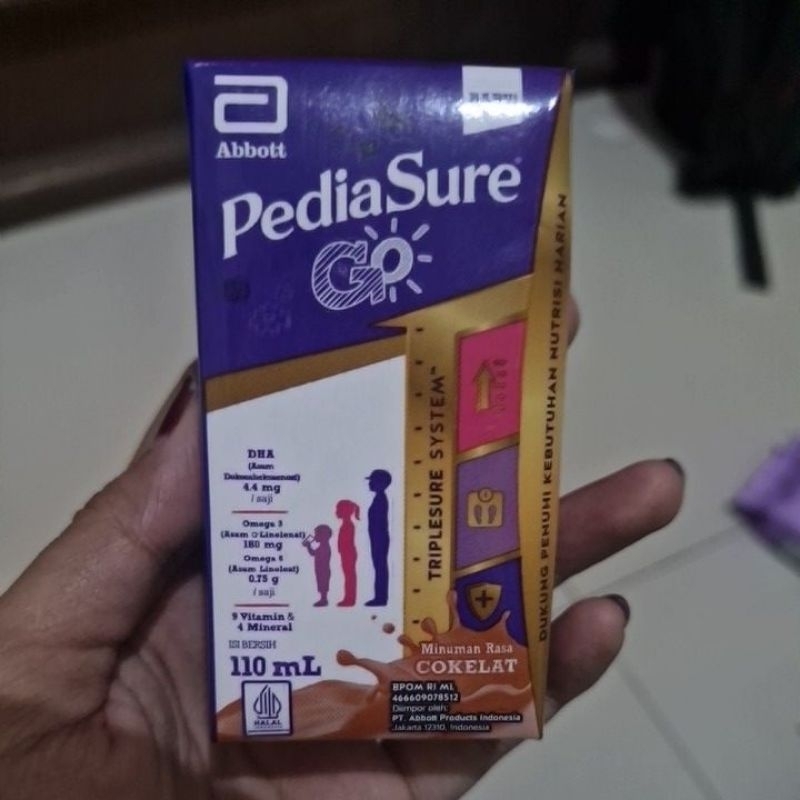 Abbott
PediaSure
GO
TRIPLESURE SYSTEM™
DUKUNG PENUHI KEBUTUHAN NUTRISI HARIAN
DHA
(Asam
Dokosaheksaenoat)
4.4 mg
/ saji
Omega 3
(Asam α-Linolenat)
180 mg
Omega 6
(Asam Linoleat)
0.75 g
/ saji
9 Vitamin &
4 Mineral
ISI BERSIH
110 mL
HALAL
INDONESIA
Minuman Rasa
COKELAT
BPOM RI ML
466609078512
Diimpor oleh:
PT. Abbott Products Indonesia
Jakarta 12310, Indonesia